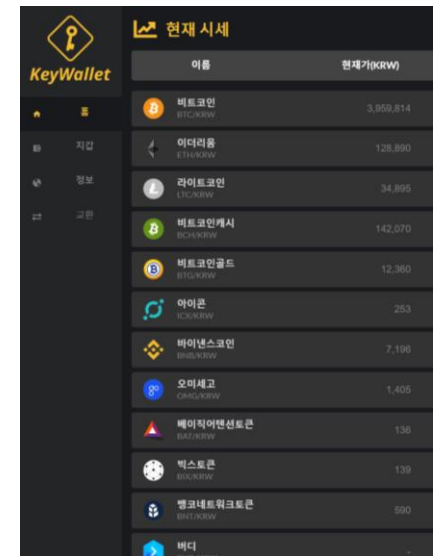 KeyWallet
홈
지갑
정보
교환
현재 시세
이름 현재가(KRW)
비트코인
BTC/KRW
3,959,814
이더리움
ETH/KRW
128,890
라이트코인
LTC/KRW
34,895
비트코인캐시
BCH/KRW
142,070
비트코인골드
BTG/KRW
12,360
아이콘
ICX/KRW
253
바이낸스코인
BNB/KRW
7,196
오미세고
OMG/KRW
1,405
베이직어텐션토큰
BAT/KRW
136
빅스토큰
BIX/KRW
139
뱅코네트워크토큰
BNT/KRW
590
버디
-